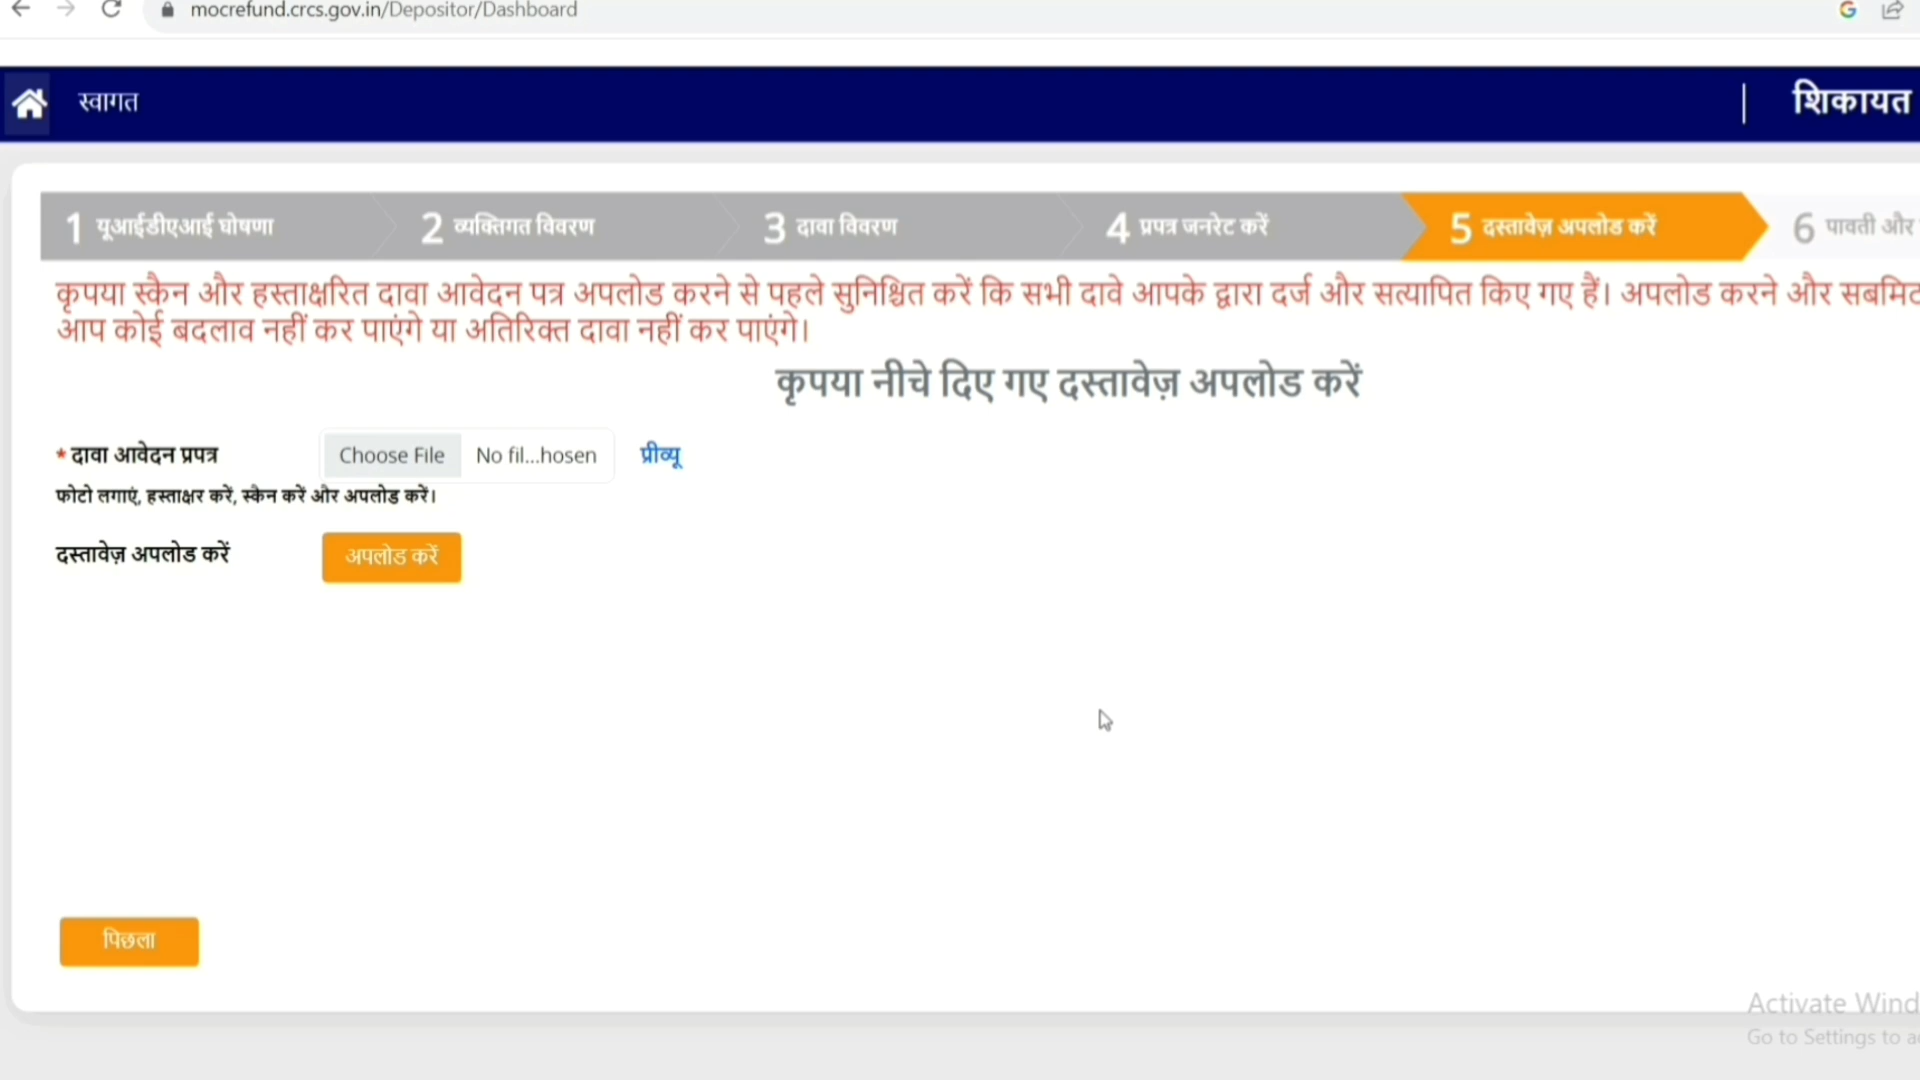 mocrefund.crcs.gov.in/Depositor/Dashboard
स्वागत
शिकायत
1 यूआईडीएआई घोषणा 2 व्यक्तिगत विवरण 3 दावा विवरण 4 प्रपत्र जनरेट करें 5 दस्तावेज़ अपलोड करें 6 पावती और
कृपया स्कैन और हस्ताक्षरित दावा आवेदन पत्र अपलोड करने से पहले सुनिश्चित करें कि सभी दावे आपके द्वारा दर्ज और सत्यापित किए गए हैं। अपलोड करने और सबमिट
आप कोई बदलाव नहीं कर पाएंगे या अतिरिक्त दावा नहीं कर पाएंगे।
कृपया नीचे दिए गए दस्तावेज़ अपलोड करें
* दावा आवेदन प्रपत्र Choose File No fil...hosen प्रीव्यू
फोटो लगाएं, हस्ताक्षर करें, स्कैन करें और अपलोड करें।
दस्तावेज़ अपलोड करें अपलोड करें
पिछला
Activate Wind
Go to Settings to a